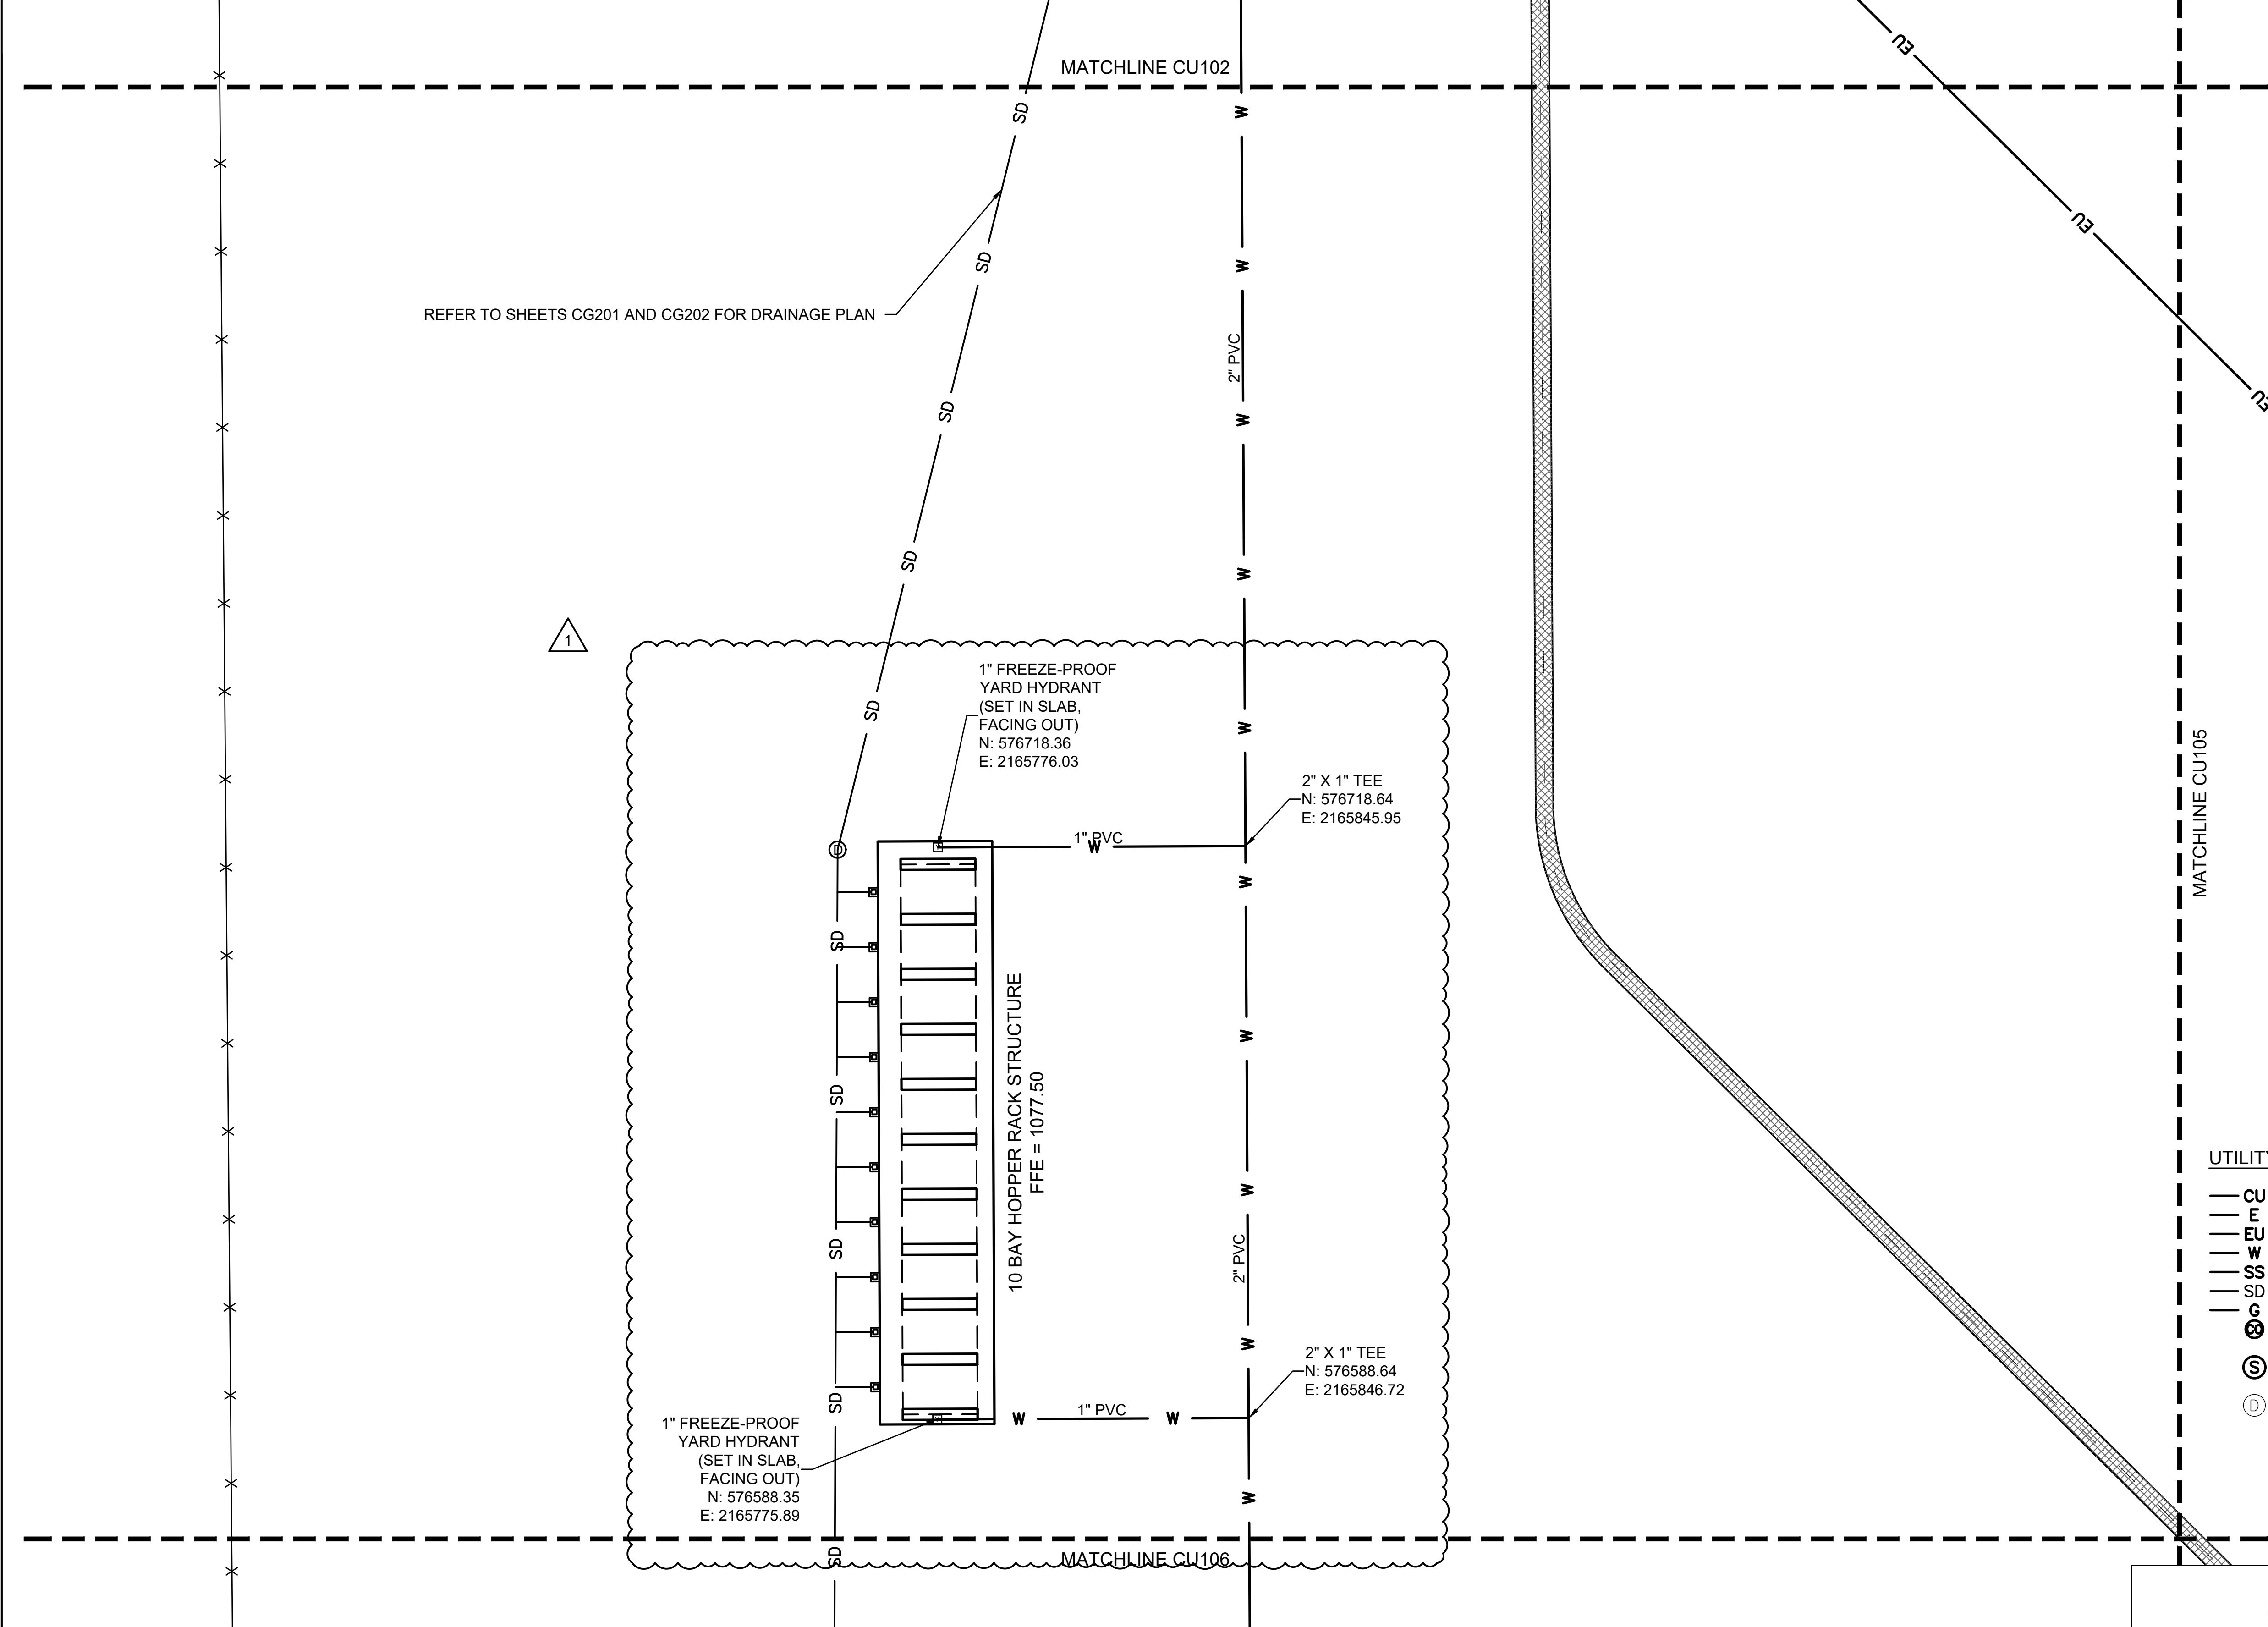 MATCHLINE CU102
EU
SD
W
EU
SD
W
REFER TO SHEETS CG201 AND CG202 FOR DRAINAGE PLAN
2" PVC
EU
SD
W
SD
W
1
1" FREEZE-PROOF
YARD HYDRANT
(SET IN SLAB,
FACING OUT)
N: 576718.36
E: 2165776.03
SD
W
2" X 1" TEE
N: 576718.64
E: 2165845.95
MATCHLINE CU105
1" PVC
W
D
W
SD
10 BAY HOPPER RACK STRUCTURE
FFE = 1077.50
W
SD
W
SD
2" PVC
W
2" X 1" TEE
N: 576588.64
E: 2165846.72
SD
W
1" PVC
W
1" FREEZE-PROOF
YARD HYDRANT
(SET IN SLAB,
FACING OUT)
N: 576588.35
E: 2165775.89
W
SD
MATCHLINE CU106
UTILITY
CU
E
EU
W
SS
SD
G
CO
S
D